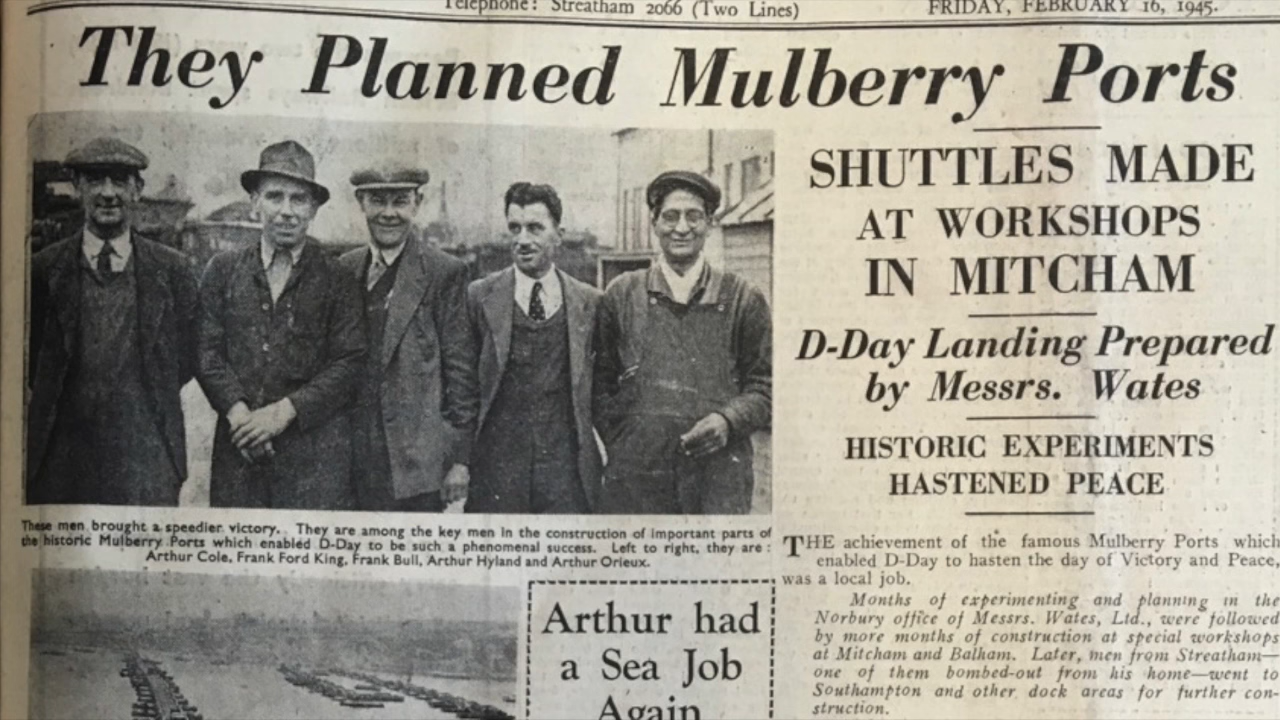 Telephone: Streatham 2066 (Two Lines)
FRIDAY, FEBRUARY 16, 1945.
They Planned Mulberry Ports
These men brought a speedier victory. They are among the key men in the construction of important parts of
the historic Mulberry Ports which enabled D-Day to be such a phenomenal success. Left to right, they are :
Arthur Cole, Frank Ford King, Frank Bull, Arthur Hyland and Arthur Orieux.
Arthur had
a Sea Job
Again
SHUTTLES MADE
AT WORKSHOPS
IN MITCHAM
D-Day Landing Prepared
by Messrs. Wates
HISTORIC EXPERIMENTS
HASTENED PEACE
THE achievement of the famous Mulberry Ports which
enabled D-Day to hasten the day of Victory and Peace,
was a local job.
Months of experimenting and planning in the
Norbury office of Messrs. Wates, Ltd., were followed
by more months of construction at special workshops
at Mitcham and Balham. Later, men from Streatham—
one of them bombed-out from his home—went to
Southampton and other dock areas for further con-
struction.